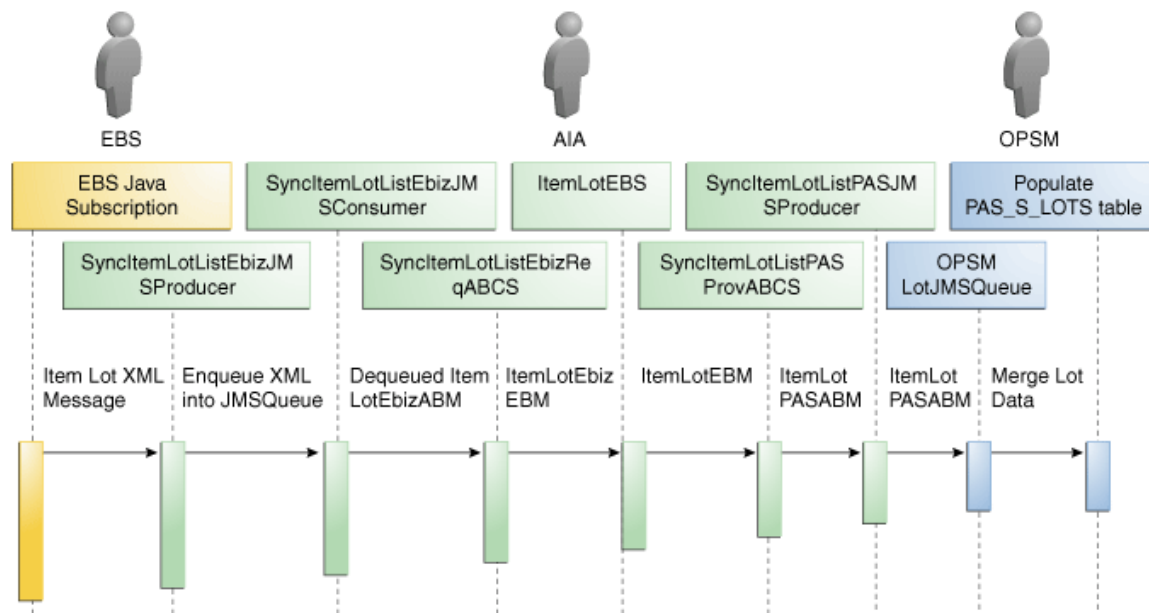 EBS
AIA
OPSM
EBS Java
Subscription
SyncItemLotListEbizJM
SConsumer
ItemLotEBS
SyncItemLotListPASJM
SProducer
Populate
PAS_S_LOTS table
SyncItemLotListEbizJM
SProducer
SyncItemLotListEbizRe
qABCS
SyncItemLotListPAS
ProvABCS
OPSM
LotJMSQueue
Item Lot XML
Message
Enqueue XML
into JMSQueue
Dequeued Item
LotEbizABM
ItemLotEbiz
EBM
ItemLotEBM
ItemLot
PASABM
ItemLot
PASABM
Merge Lot
Data